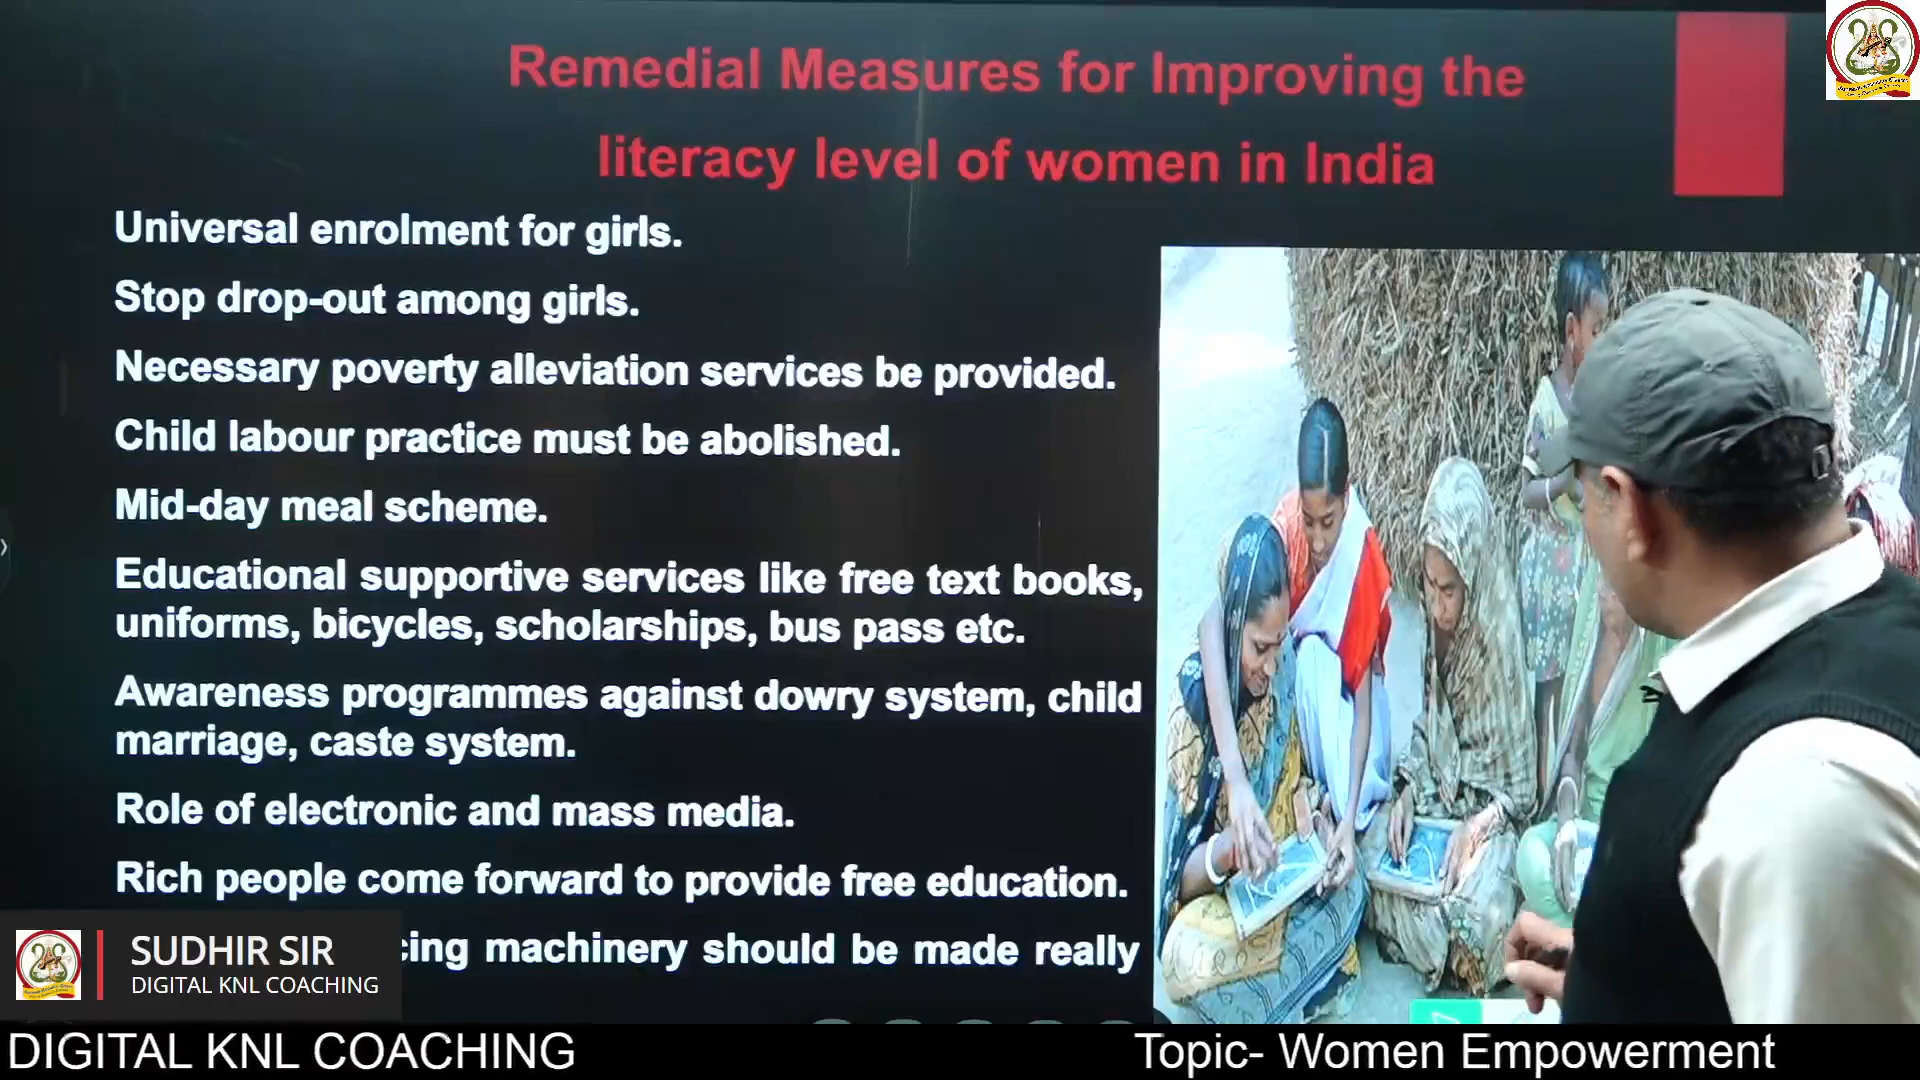 Remedial Measures for Improving the
literacy level of women in India
Universal enrolment for girls.
Stop drop-out among girls.
Necessary poverty alleviation services be provided.
Child labour practice must be abolished.
Mid-day meal scheme.
Educational supportive services like free text books,
uniforms, bicycles, scholarships, bus pass etc.
Awareness programmes against dowry system, child
marriage, caste system.
Role of electronic and mass media.
Rich people come forward to provide free education.
cing machinery should be made really
SUDHIR SIR
DIGITAL KNL COACHING
DIGITAL KNL COACHING
Topic- Women Empowerment